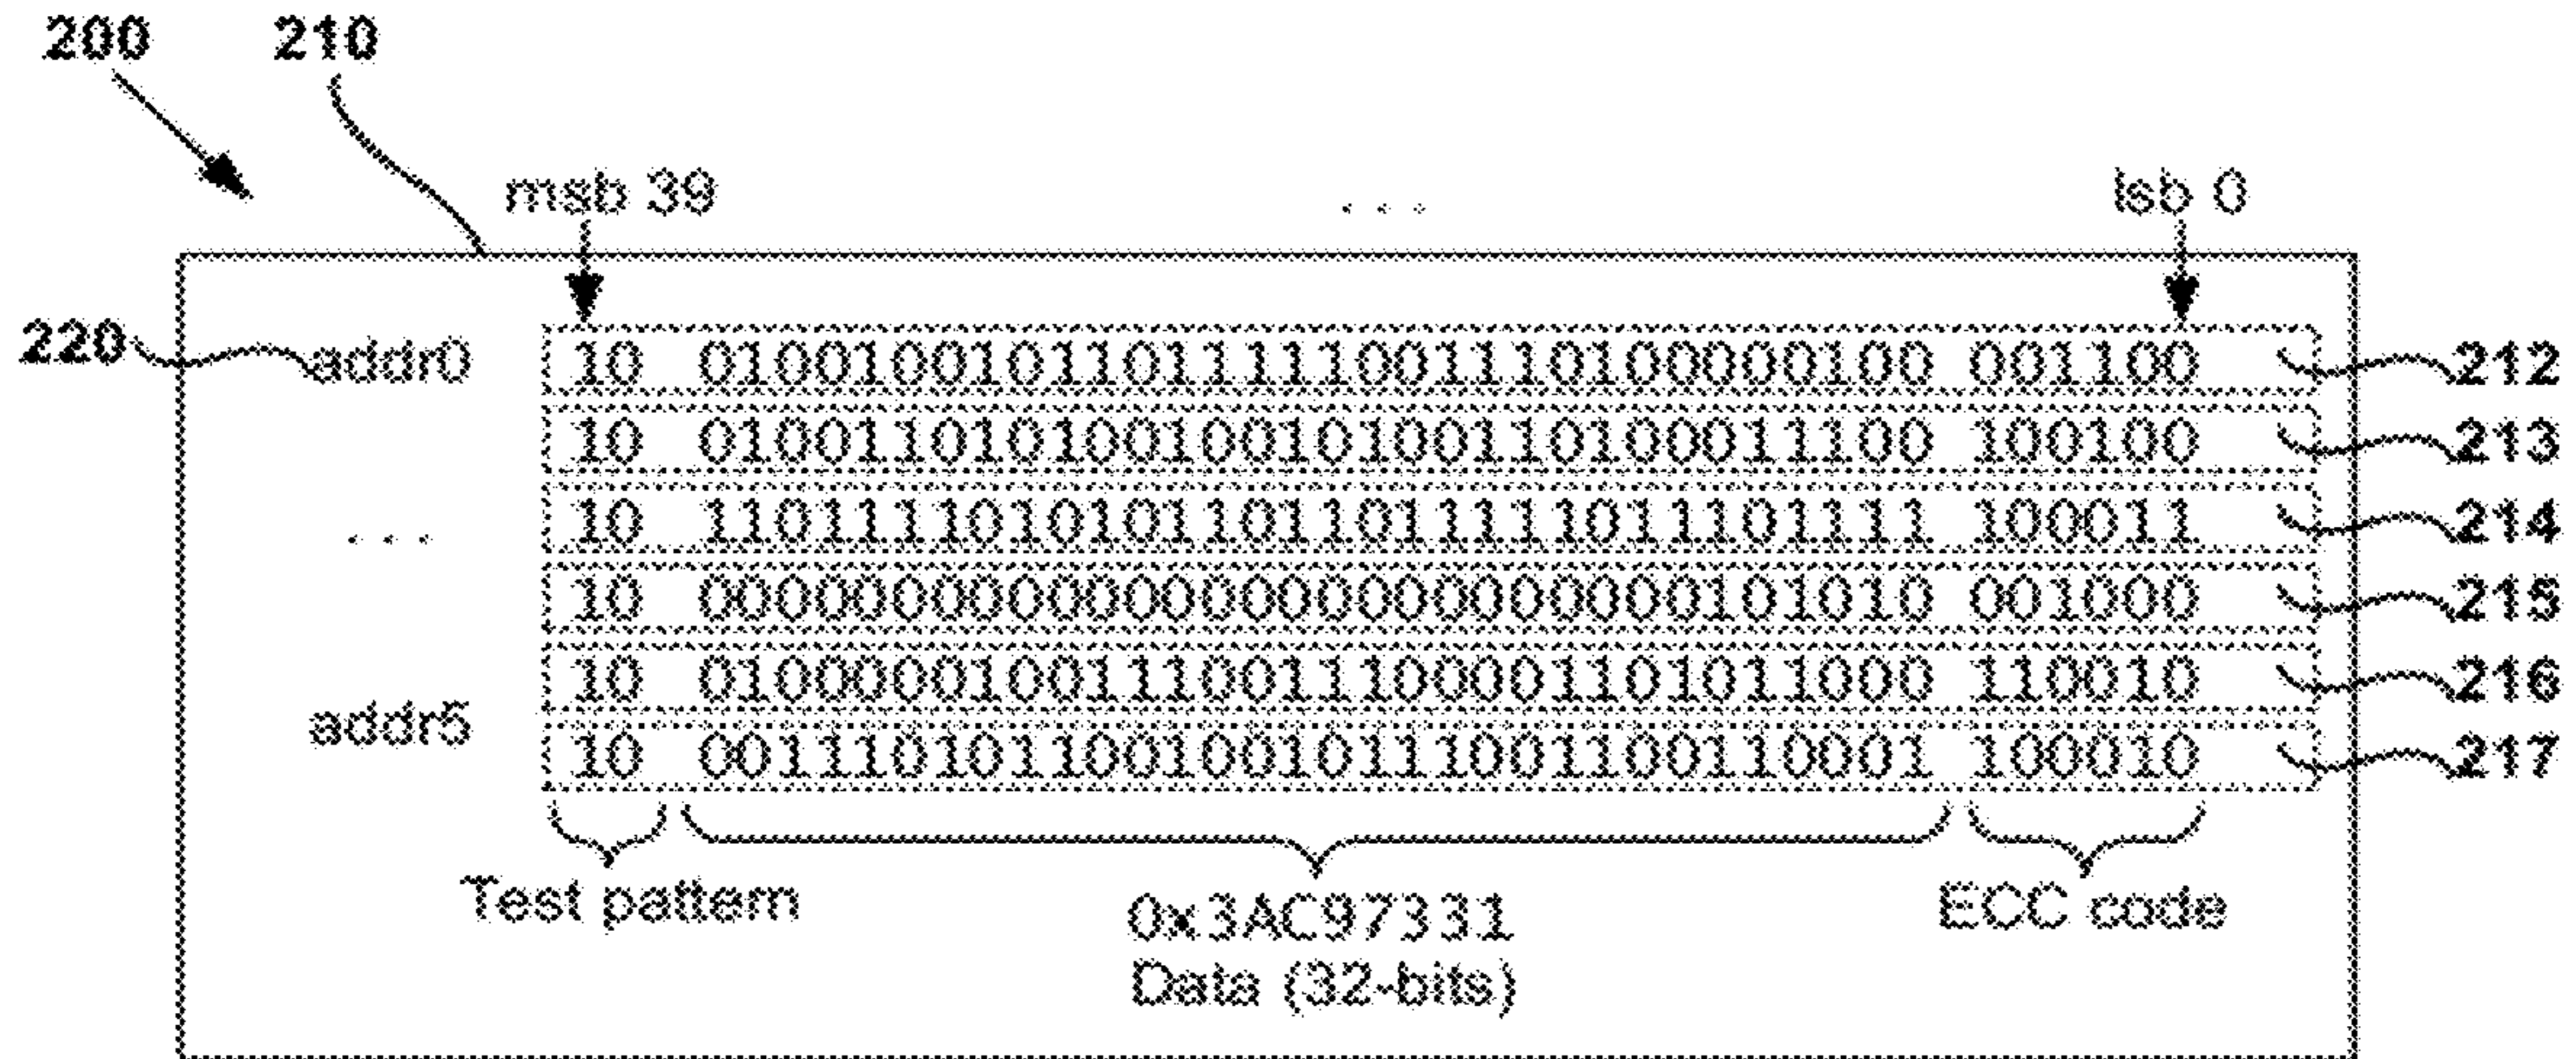 200 210
msb 39 . . . lsb 0
220 addr0 10 01001001011011111001110100000100 001100 212
10 01001101010010010100110100011100 100100 213
. . . 10 11011110101011011011111011101111 100011 214
10 00000000000000000000000000101010 001000 215
10 01000001001110011100001101011000 110010 216
addr5 10 00111010110010010111001100110001 100010 217
Test pattern 0x3AC97331 ECC code
Data (32-bits)